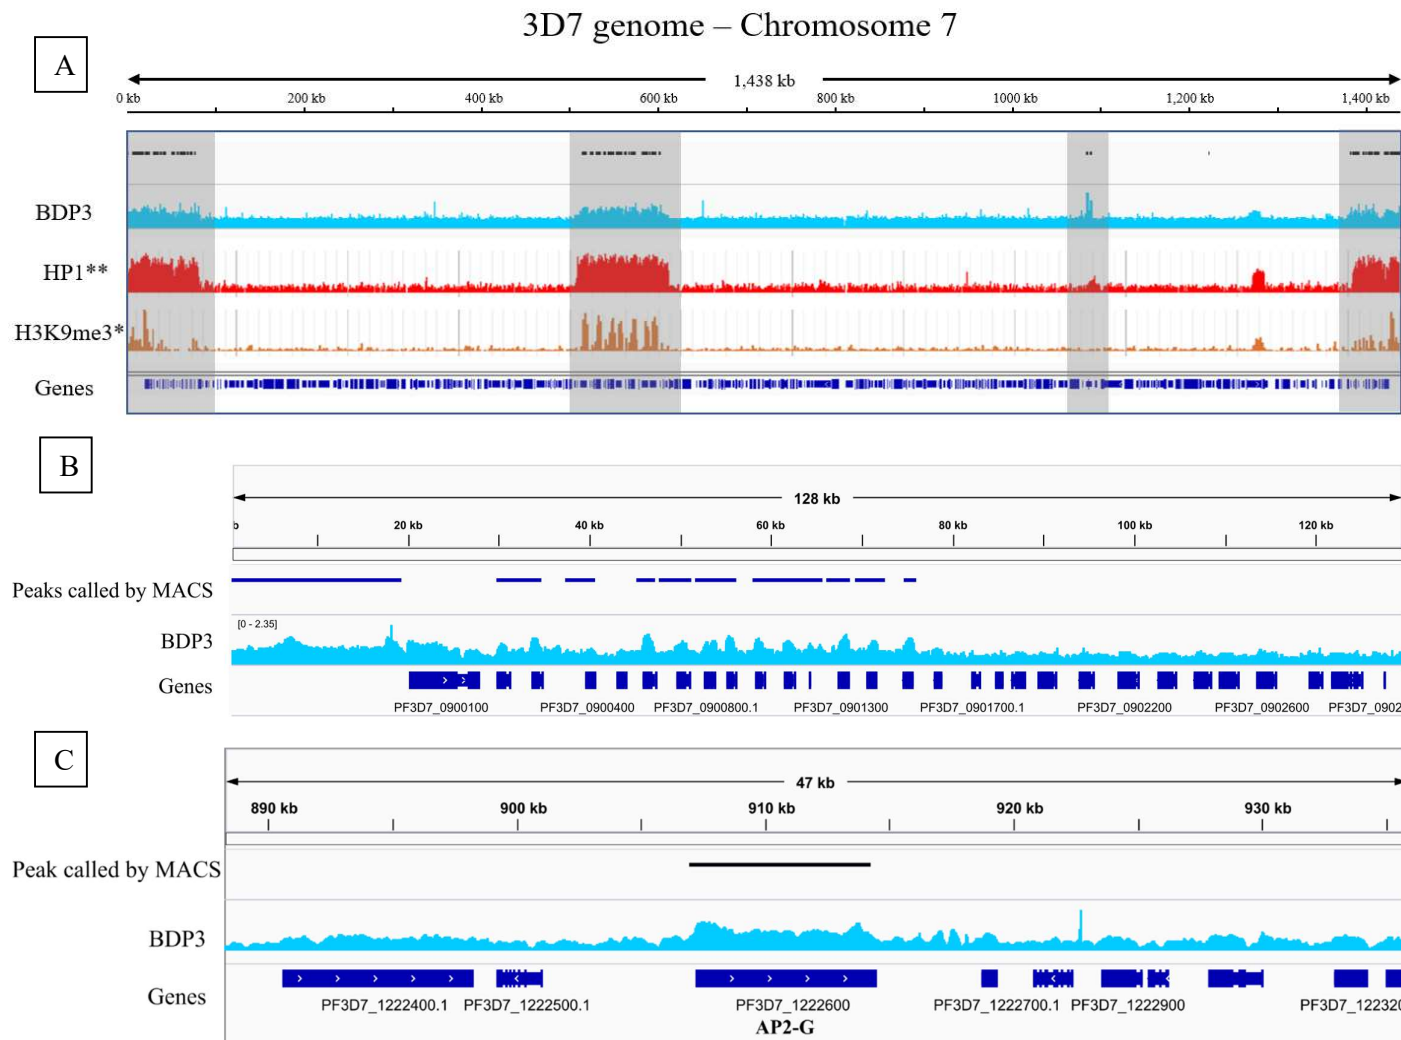 3D7 genome – Chromosome 7
A
1,438 kb
0 kb 200 kb 400 kb 600 kb 800 kb 1000 kb 1,200 kb 1,400 kb
BDP3
HP1**
H3K9me3*
Genes
B
128 kb
b 20 kb 40 kb 60 kb 80 kb 100 kb 120 kb
Peaks called by MACS
[0 - 2.35]
BDP3
Genes
PF3D7_0900100 PF3D7_0900400 PF3D7_0900800.1 PF3D7_0901300 PF3D7_0901700.1 PF3D7_0902200 PF3D7_0902600 PF3D7_0902
C
47 kb
890 kb 900 kb 910 kb 920 kb 930 kb
Peak called by MACS
BDP3
Genes
PF3D7_1222400.1 PF3D7_1222500.1 PF3D7_1222600 PF3D7_1222700.1 PF3D7_1222900 PF3D7_122320
AP2-G